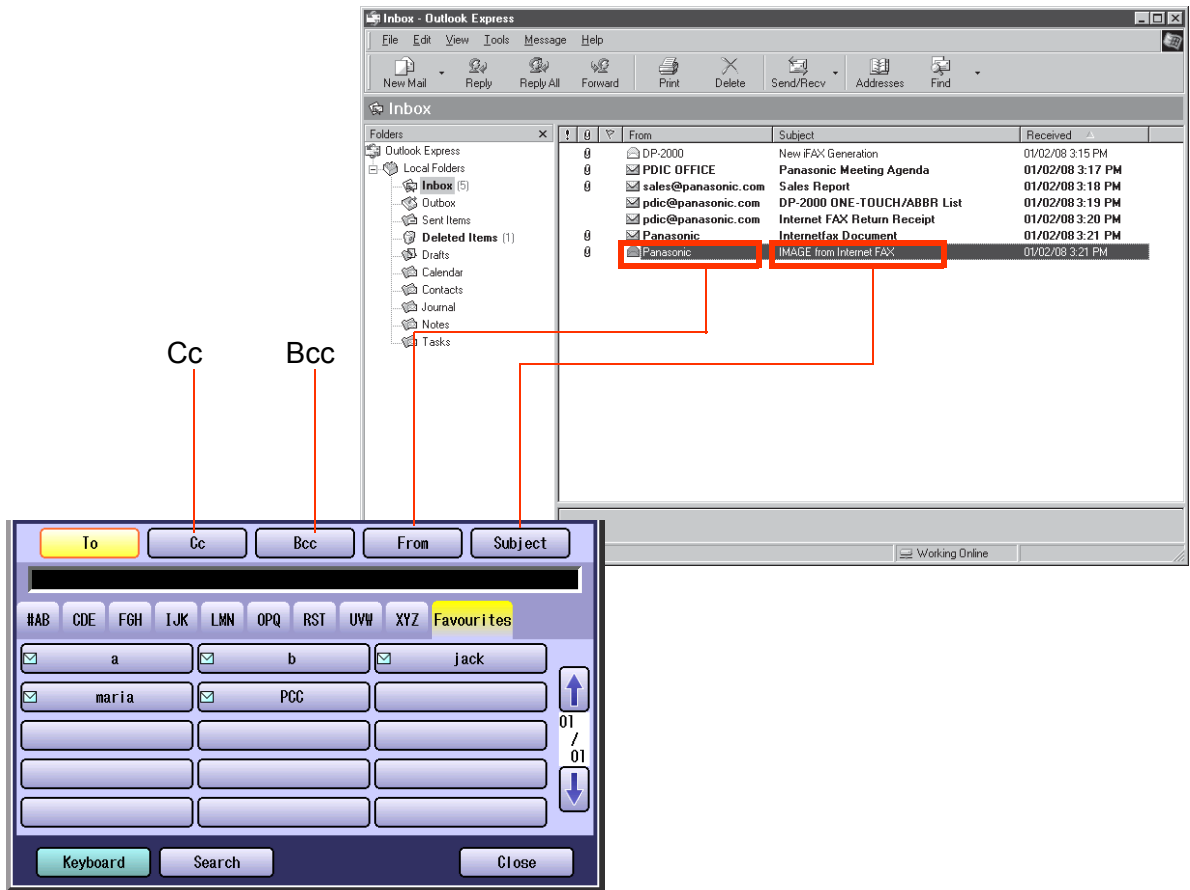 Inbox - Outlook Express
File Edit View Tools Message Help
New Mail Reply Reply All Forward Print Delete Send/Recv Addresses Find
Inbox
Folders x ! From Subject Received
Outlook Express
Local Folders
Inbox (5)
Outbox
Sent Items
Deleted Items (1)
Drafts
Calendar
Contacts
Journal
Notes
Tasks
DP-2000 New iFAX Generation 01/02/08 3:15 PM
PDIC OFFICE Panasonic Meeting Agenda 01/02/08 3:17 PM
sales@panasonic.com Sales Report 01/02/08 3:18 PM
pdic@panasonic.com DP-2000 ONE-TOUCH/ABBR List 01/02/08 3:19 PM
pdic@panasonic.com Internet FAX Return Receipt 01/02/08 3:20 PM
Panasonic Internetfax Document 01/02/08 3:21 PM
Panasonic IMAGE from Internet FAX 01/02/08 3:21 PM
Working Online
Cc Bcc
To Cc Bcc From Subject
#AB CDE FGH IJK LMN OPQ RST UVW XYZ Favourites
a b jack
maria PCC
01
/
01
Keyboard Search Close